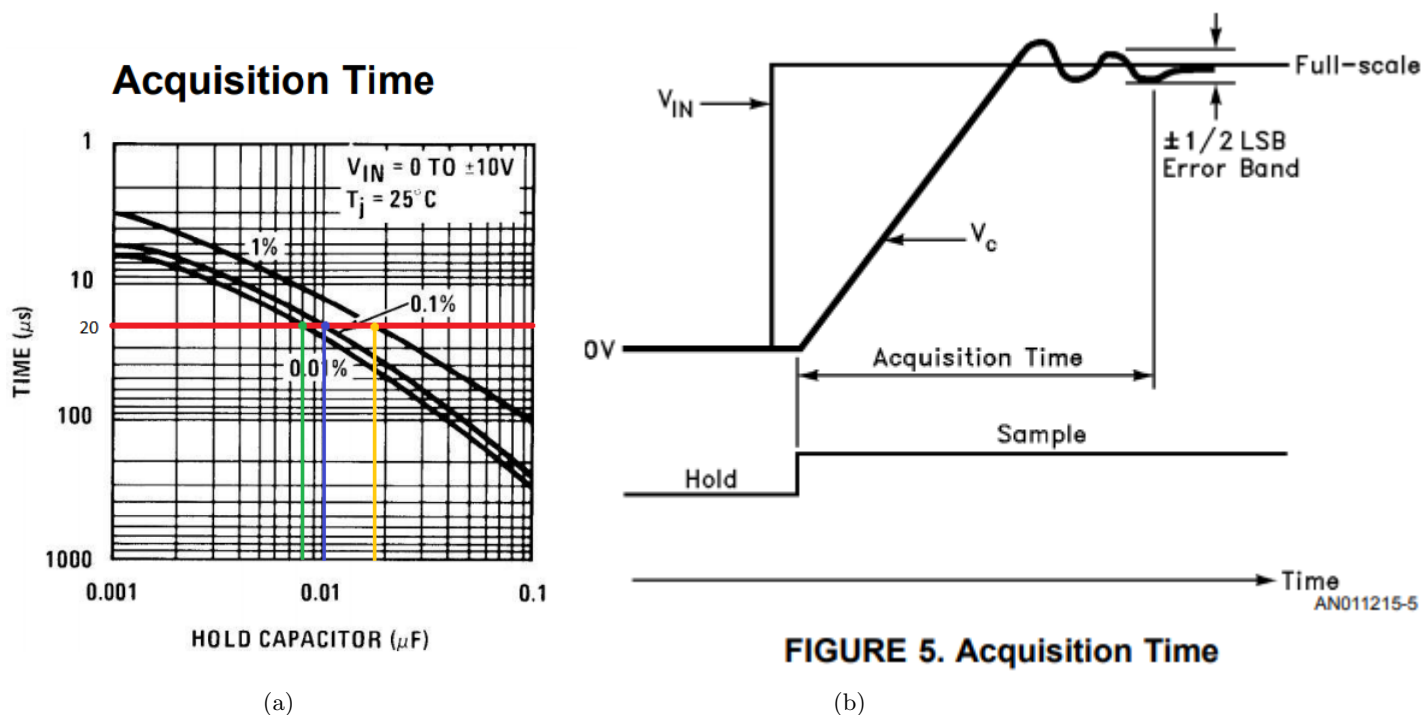 Acquisition Time
1
V_IN = 0 TO ±10V
T_j = 25°C
1%
10
0.1%
20
0.01%
100
1000
0.001
0.01
0.1
TIME (μs)
HOLD CAPACITOR (μF)
(a)
Full-scale
V_IN
±1/2 LSB
Error Band
V_c
0V
Acquisition Time
Sample
Hold
Time
AN011215-5
FIGURE 5. Acquisition Time
(b)